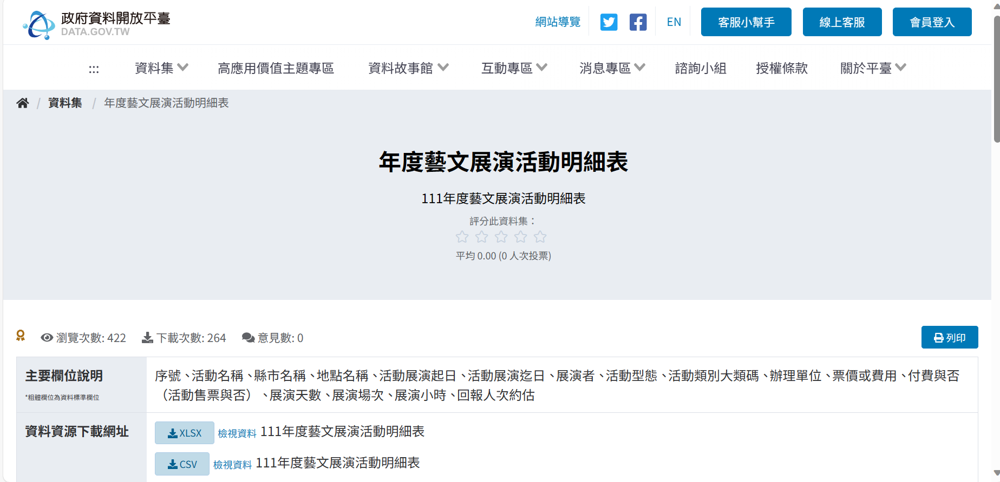 政府資料開放平臺
DATA.GOV.TW
網站導覽
EN
客服小幫手
線上客服
會員登入
:::
資料集
高應用價值主題專區
資料故事館
互動專區
消息專區
諮詢小組
授權條款
關於平臺
/ 資料集 / 年度藝文展演活動明細表
年度藝文展演活動明細表
111年度藝文展演活動明細表
評分此資料集：
平均 0.00 (0 人次投票)
瀏覽次數: 422
下載次數: 264
意見數: 0
列印
主要欄位說明
*粗體欄位為資料標準欄位
序號、活動名稱、縣市名稱、地點名稱、活動展演起日、活動展演迄日、展演者、活動型態、活動類別大類碼、辦理單位、票價或費用、付費與否
（活動售票與否）、展演天數、展演場次、展演小時、回報人次約估
資料資源下載網址
XLSX 檢視資料 111年度藝文展演活動明細表
CSV 檢視資料 111年度藝文展演活動明細表